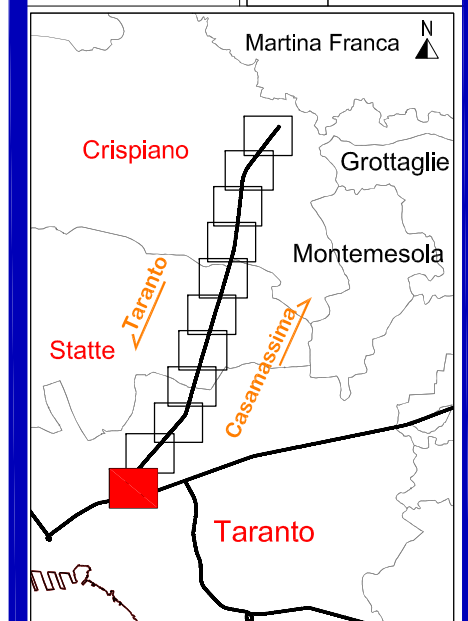 N
Martina Franca
Crispiano
Grottaglie
Montemesola
Taranto
Casamassima
Statte
Taranto